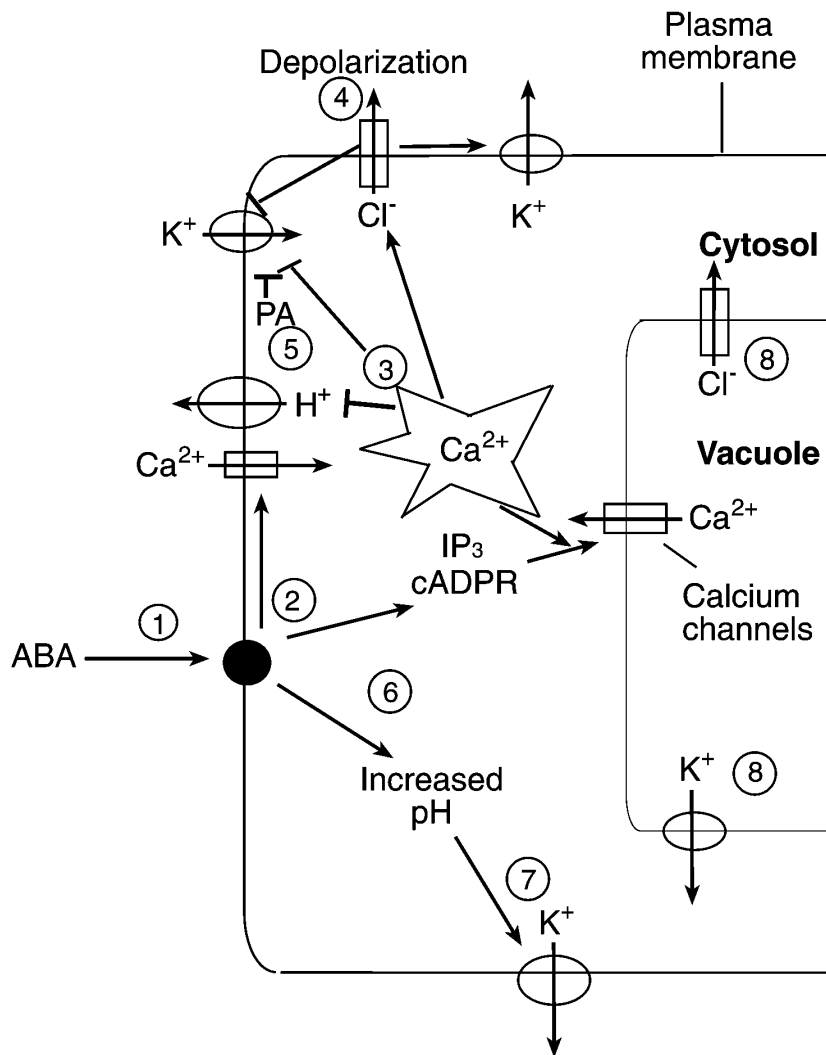 Plasma
membrane
Depolarization
4
Cl⁻
K⁺
K⁺
Cytosol
PA
5
3
Cl⁻
8
H⁺
Ca²⁺
Ca²⁺
Vacuole
Ca²⁺
IP₃
cADPR
2
Calcium
channels
1
ABA
6
Increased
pH
K⁺
8
7
K⁺